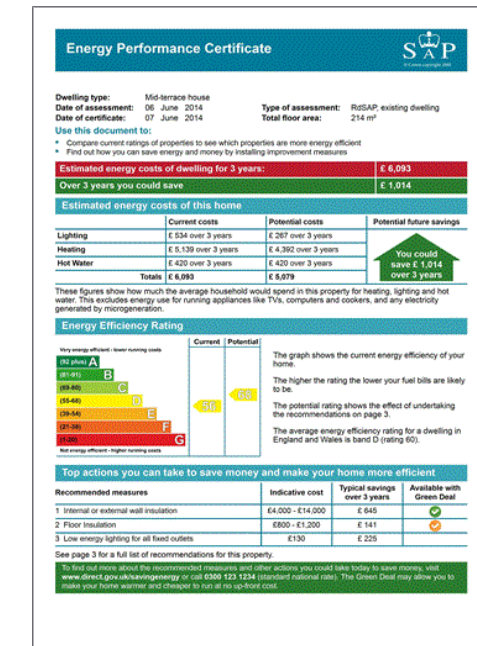 Energy Performance Certificate
SAP
Dwelling type: Mid-terrace house
Date of assessment: 06 June 2014 Type of assessment: RdSAP, existing dwelling
Date of certificate: 07 June 2014 Total floor area: 214 m²
Use this document to:
• Compare current ratings of properties to see which properties are more energy efficient
• Find out how you can save energy and money by installing improvement measures
Estimated energy costs of dwelling for 3 years: £ 6,093
Over 3 years you could save £ 1,014
Estimated energy costs of this home
Current costs Potential costs Potential future savings
Lighting £ 534 over 3 years £ 267 over 3 years
Heating £ 5,139 over 3 years £ 4,392 over 3 years
Hot Water £ 420 over 3 years £ 420 over 3 years
Totals £ 6,093 £ 5,079
You could
save £ 1,014
over 3 years
These figures show how much the average household would spend in this property for heating, lighting and hot
water. This excludes energy use for running appliances like TVs, computers and cookers, and any electricity
generated by microgeneration.
Energy Efficiency Rating
Current Potential
Very energy efficient - lower running costs
(92 plus) A
(81-91) B
(69-80) C
(55-68) D
(39-54) E
(21-38) F
(1-20) G
Not energy efficient - higher running costs
The graph shows the current energy efficiency of your
home.
The higher the rating the lower your fuel bills are likely
to be.
The potential rating shows the effect of undertaking
the recommendations on page 3.
The average energy efficiency rating for a dwelling in
England and Wales is band D (rating 60).
Top actions you can take to save money and make your home more efficient
Recommended measures Indicative cost Typical savings over 3 years Available with Green Deal
1 Internal or external wall insulation £4,000 - £14,000 £ 645
2 Floor Insulation £800 - £1,200 £ 141
3 Low energy lighting for all fixed outlets £130 £ 225
See page 3 for a full list of recommendations for this property.
To find out more about the recommended measures and other actions you could take today to save money, visit
www.direct.gov.uk/savingenergy or call 0300 123 1234 (standard national rate). The Green Deal may allow you to
make your home warmer and cheaper to run at no up-front cost.